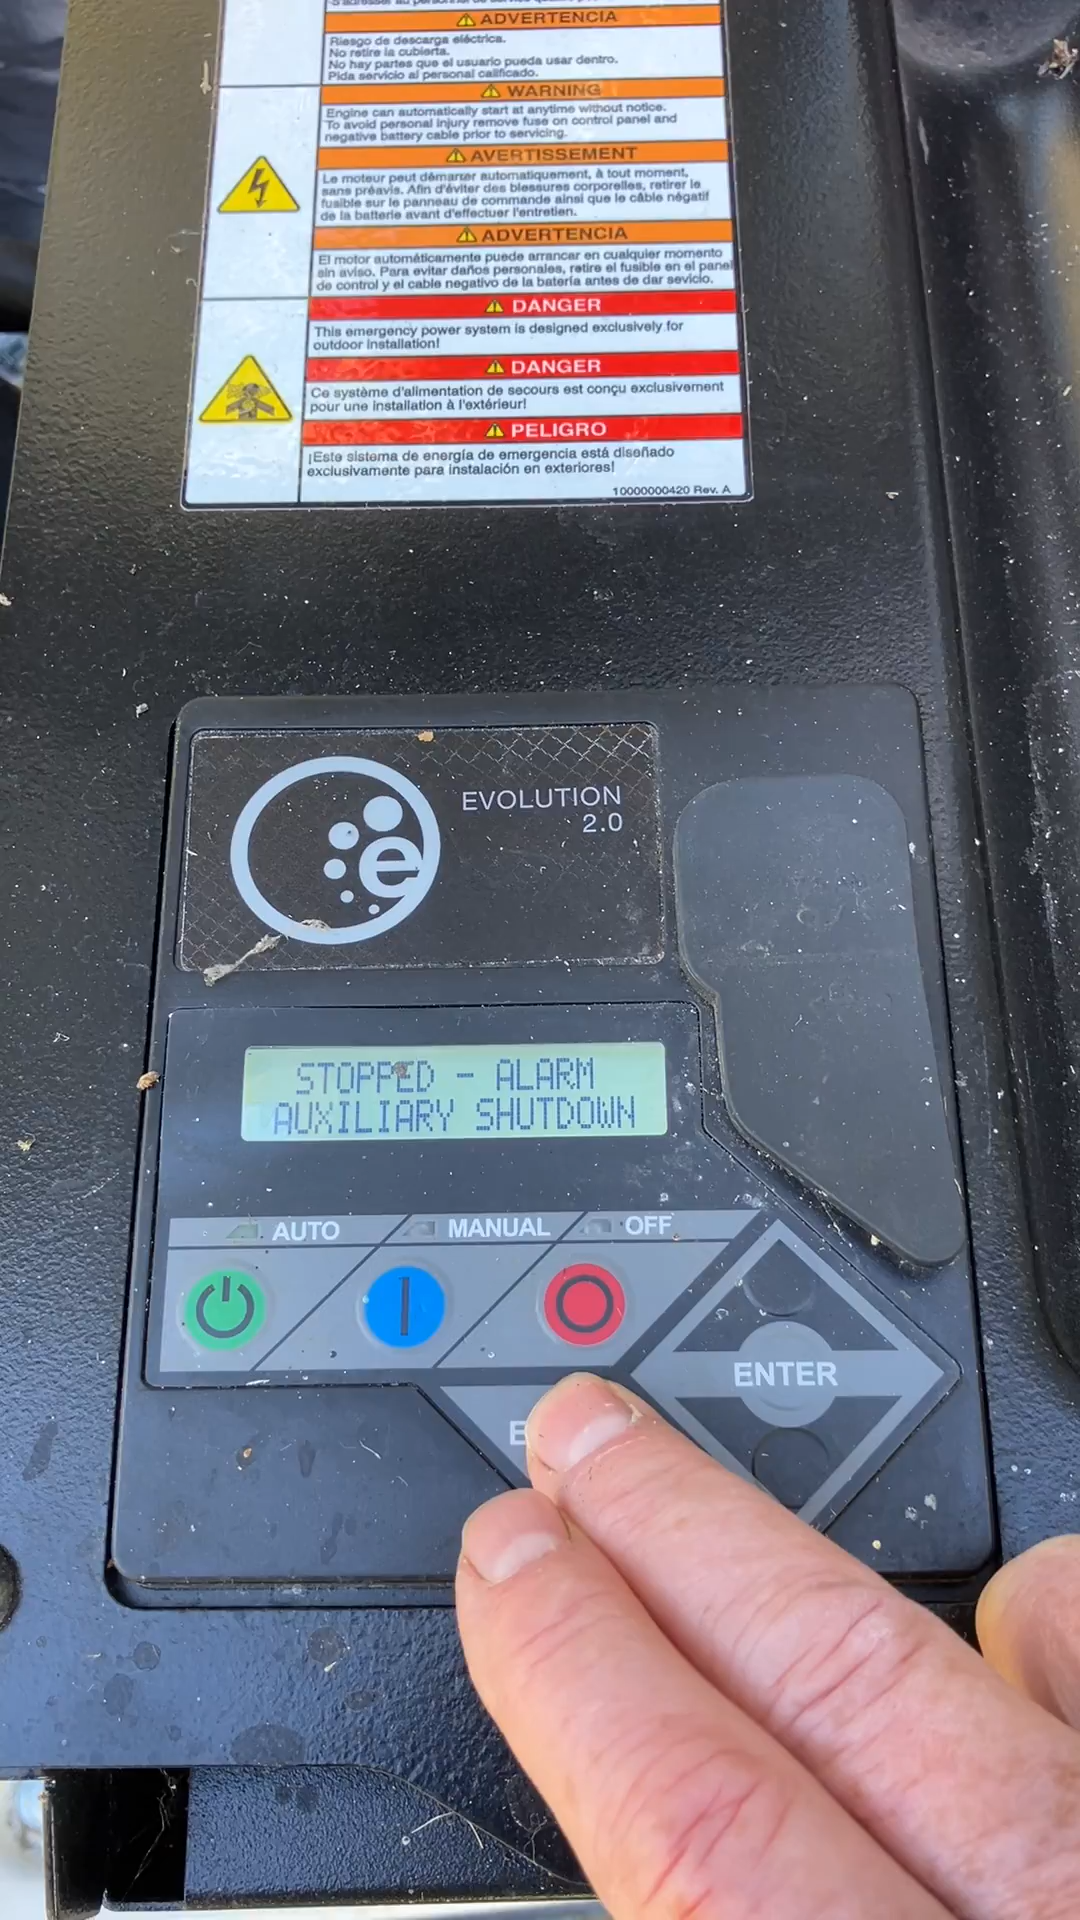 ADVERTENCIA
Riesgo de descarga eléctrica.
No retire la cubierta.
No hay partes que el usuario pueda usar dentro.
Pida servicio al personal calificado.
WARNING
Engine can automatically start at anytime without notice.
To avoid personal injury remove fuse on control panel and
negative battery cable prior to servicing.
AVERTISSEMENT
Le moteur peut démarrer automatiquement, à tout moment,
sans préavis. Afin d'éviter des blessures corporelles, retirer le
fusible sur le panneau de commande ainsi que le câble négatif
de la batterie avant d'effectuer l'entretien.
ADVERTENCIA
El motor automáticamente puede arrancar en cualquier momento
sin aviso. Para evitar daños personales, retire el fusible en el panel
de control y el cable negativo de la batería antes de dar sevicio.
DANGER
This emergency power system is designed exclusively for
outdoor installation!
DANGER
Ce système d'alimentation de secours est conçu exclusivement
pour une installation à l'extérieur!
PELIGRO
¡Este sistema de energía de emergencia está diseñado
exclusivamente para instalación en exteriores!
10000000420 Rev. A
e
EVOLUTION
2.0
STOPPED - ALARM
AUXILIARY SHUTDOWN
AUTO
MANUAL
OFF
ENTER